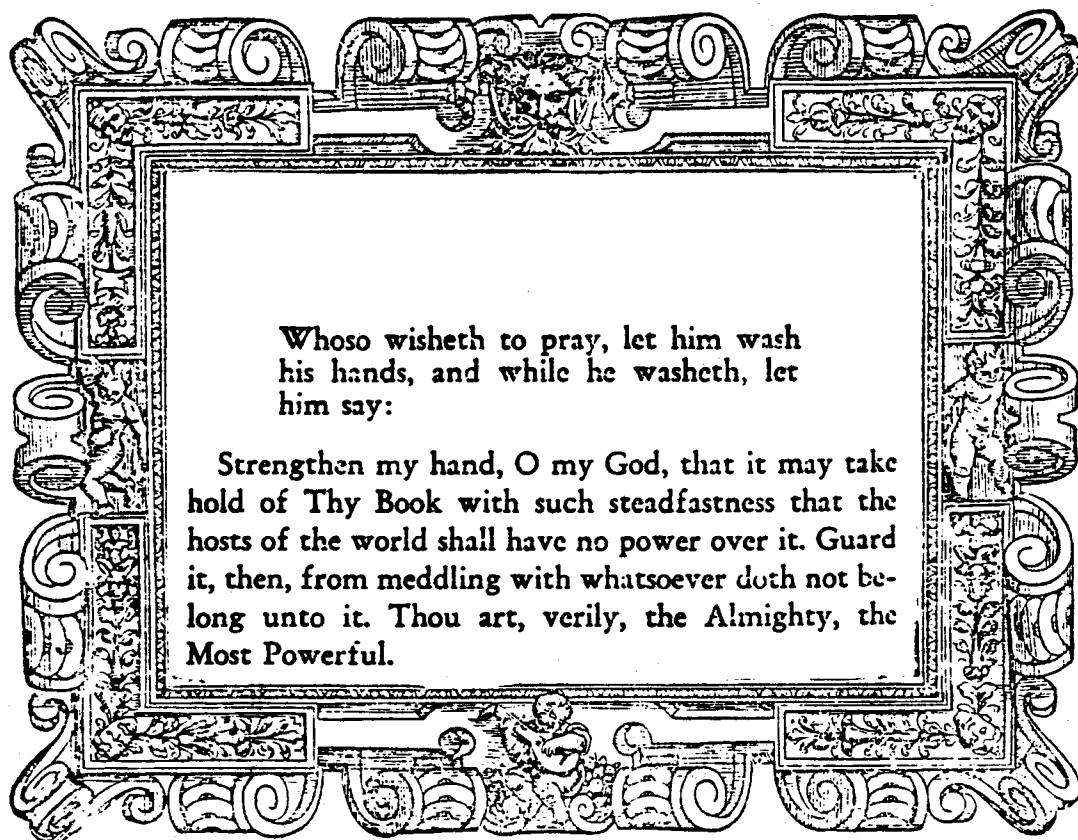 Whoso wisheth to pray, let him wash
his hands, and while he washeth, let
him say:
Strengthen my hand, O my God, that it may take
hold of Thy Book with such steadfastness that the
hosts of the world shall have no power over it. Guard
it, then, from meddling with whatsoever doth not be-
long unto it. Thou art, verily, the Almighty, the
Most Powerful.